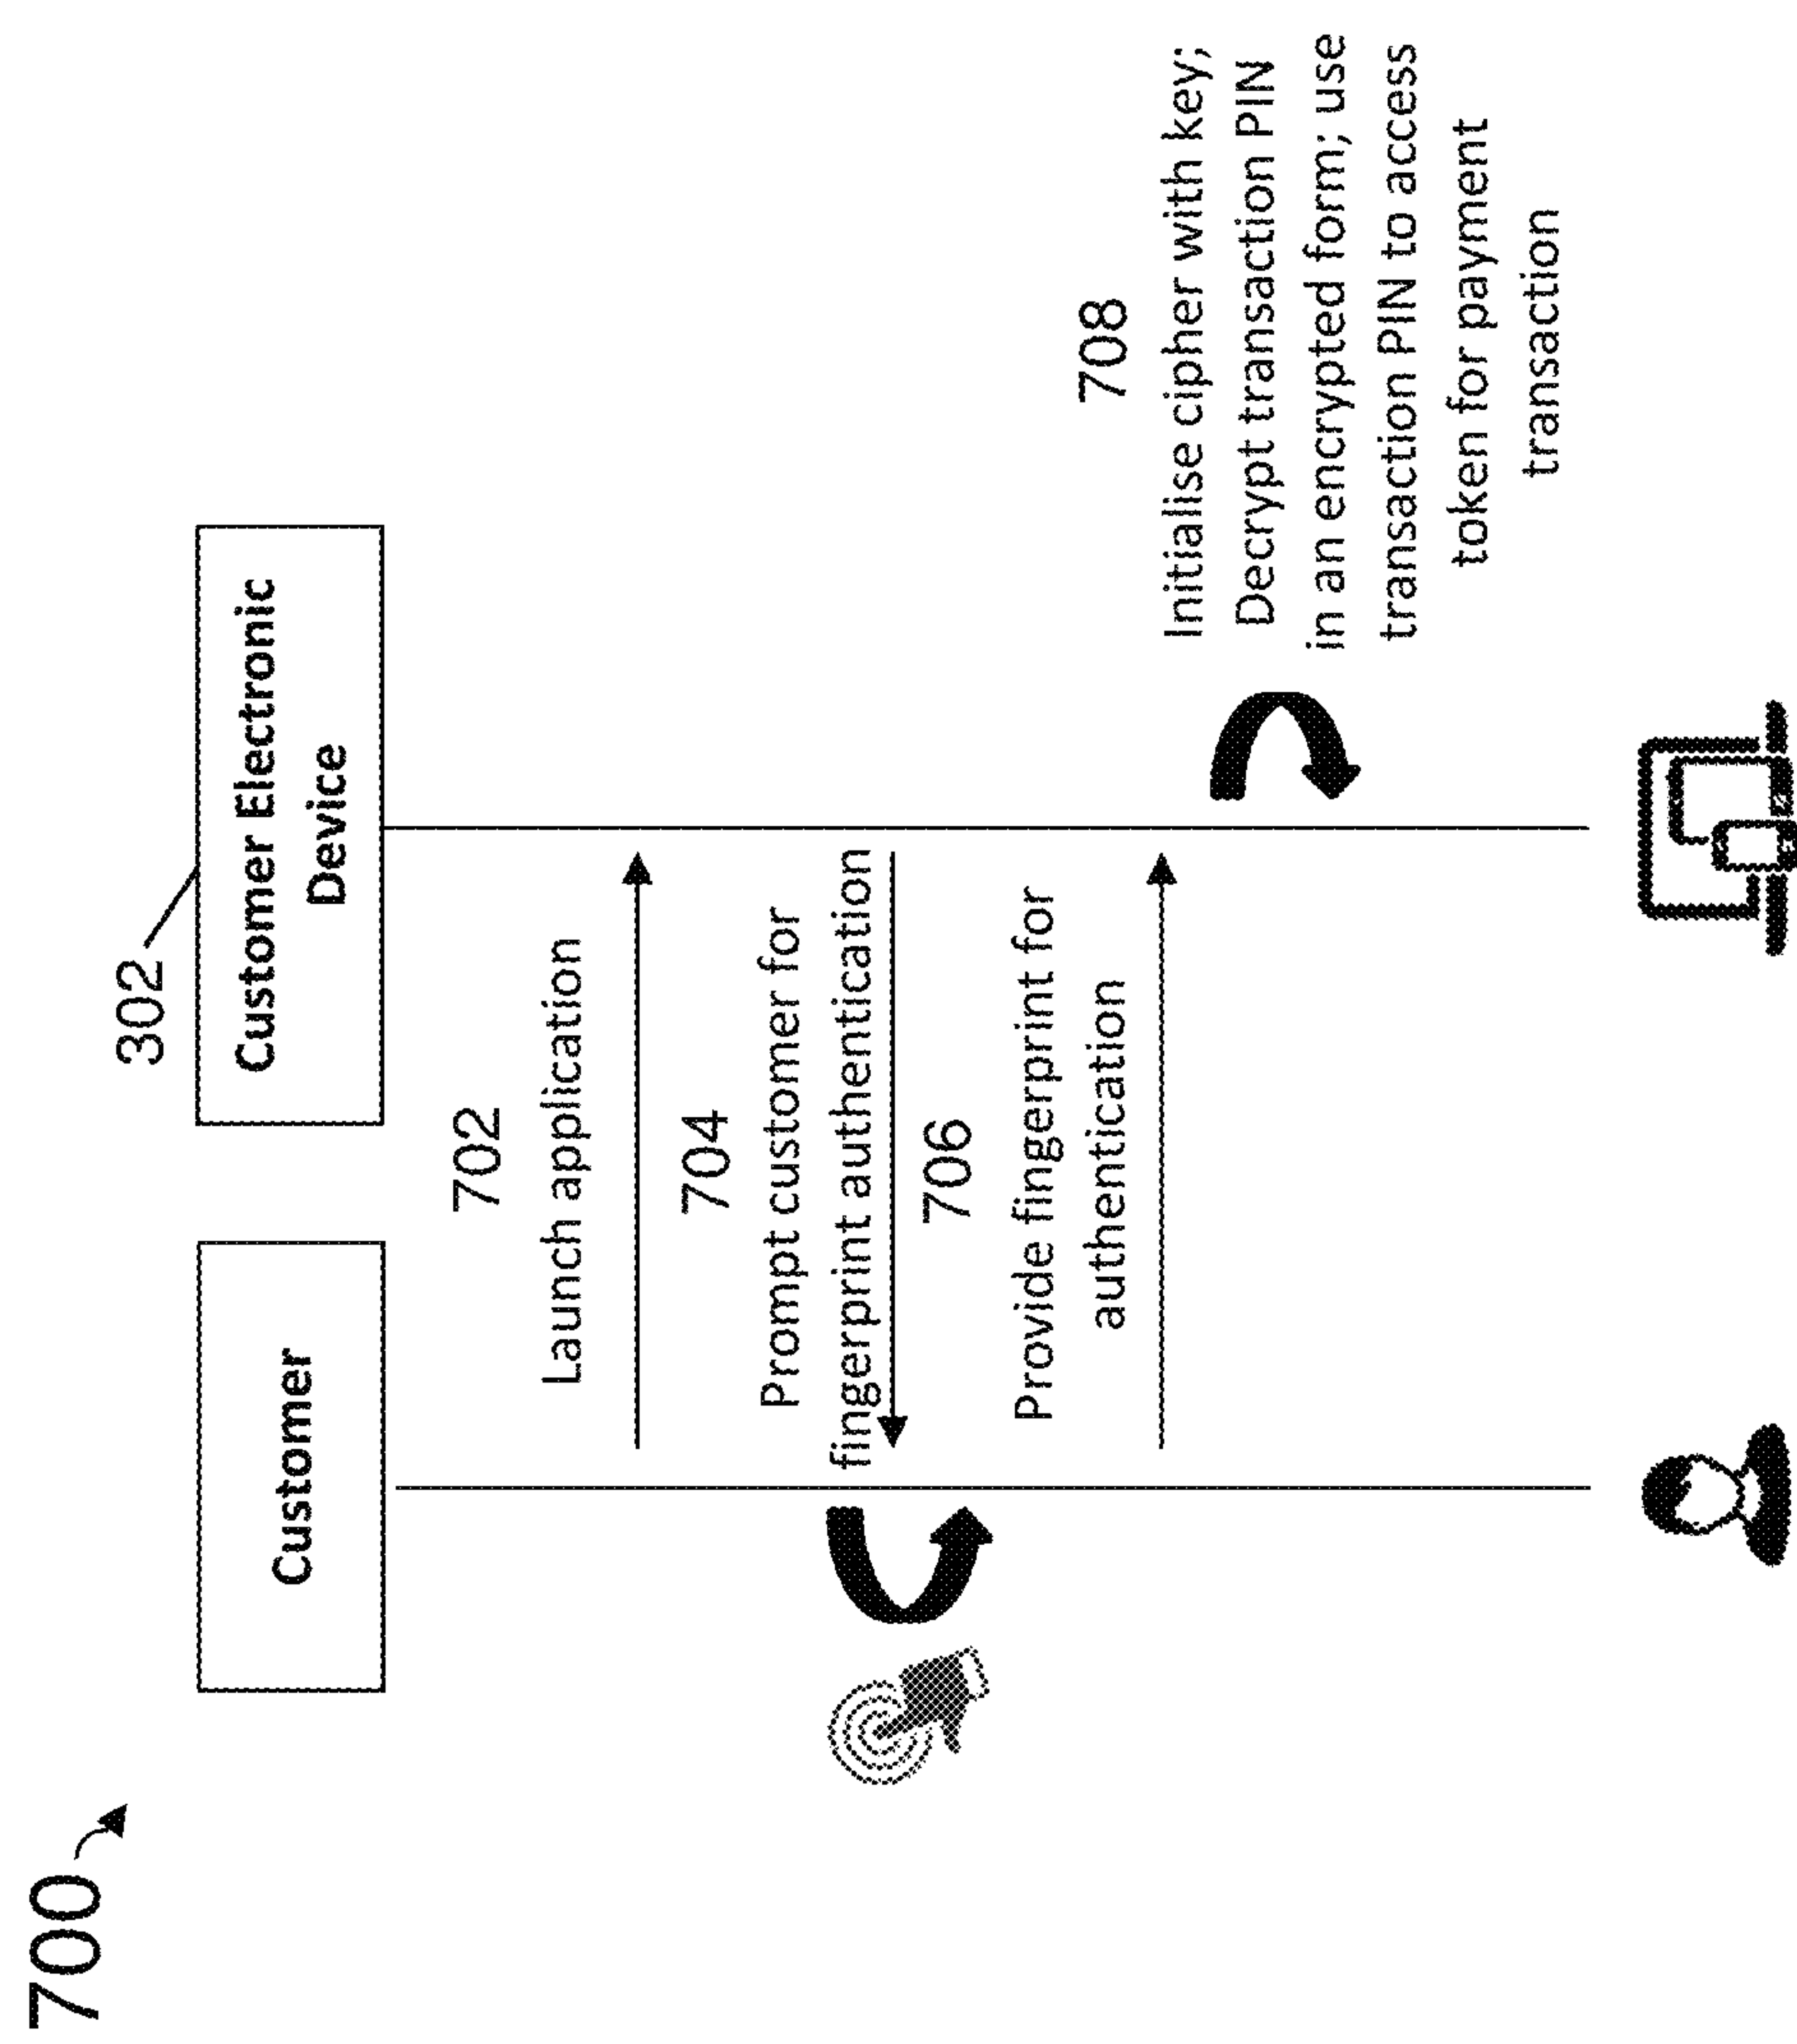 700
302
Customer
Customer Electronic
Device
702
Launch application
704
Prompt customer for
fingerprint authentication
706
Provide fingerprint for
authentication
708
Initialise cipher with key;
Decrypt transaction PIN
in an encrypted form; use
transaction PIN to access
token for payment
transaction